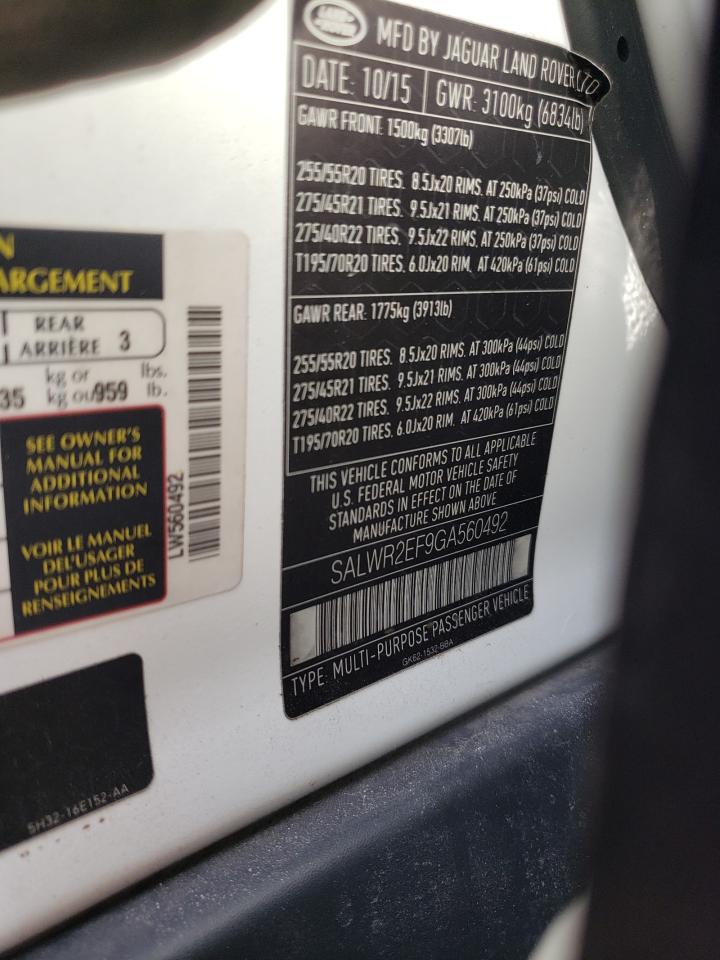 LAND ROVER
MFD BY JAGUAR LAND ROVER LTD
DATE: 10/15 GWR: 3100kg (6834lb)
GAWR FRONT: 1500kg (3307lb)
255/55R20 TIRES. 8.5Jx20 RIMS. AT 250kPa (37psi) COLD
275/45R21 TIRES. 9.5Jx21 RIMS. AT 250kPa (37psi) COLD
275/40R22 TIRES. 9.5Jx22 RIMS. AT 250kPa (37psi) COLD
T195/70R20 TIRES. 6.0Jx20 RIM. AT 420kPa (61psi) COLD
GAWR REAR: 1775kg (3913lb)
255/55R20 TIRES. 8.5Jx20 RIMS. AT 300kPa (44psi) COLD
275/45R21 TIRES. 9.5Jx21 RIMS. AT 300kPa (44psi) COLD
275/40R22 TIRES. 9.5Jx22 RIMS. AT 300kPa (44psi) COLD
T195/70R20 TIRES. 6.0Jx20 RIM. AT 420kPa (61psi) COLD
THIS VEHICLE CONFORMS TO ALL APPLICABLE
U.S. FEDERAL MOTOR VEHICLE SAFETY
STANDARDS IN EFFECT ON THE DATE OF
MANUFACTURE SHOWN ABOVE
SALWR2EF9GA560492
TYPE: MULTI-PURPOSE PASSENGER VEHICLE
GK62-1532-BBA
N
ARGEMENT
REAR
ARRIÈRE 3
kg or lbs.
35 kg ou 959 lb.
SEE OWNER'S
MANUAL FOR
ADDITIONAL
INFORMATION
VOIR LE MANUEL
DEL'USAGER
POUR PLUS DE
RENSEIGNEMENTS
LW560492
5H32-16E152-AA